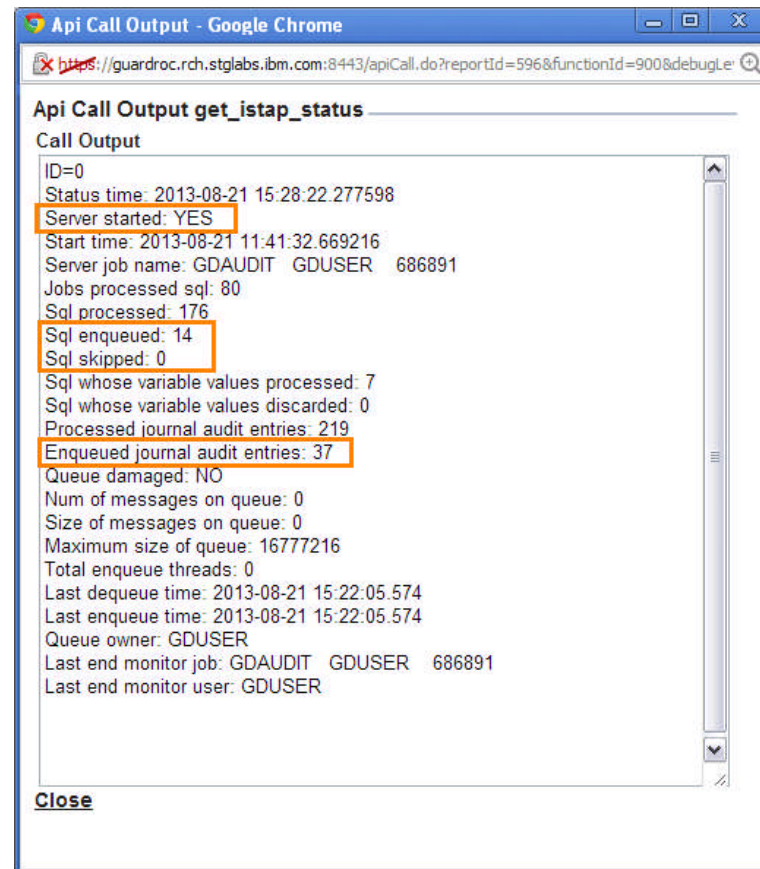 Api Call Output - Google Chrome
https://guardroc.rch.stglabs.ibm.com:8443/apiCall.do?reportId=596&functionId=900&debugLe
Api Call Output get_istap_status
Call Output
ID=0
Status time: 2013-08-21 15:28:22.277598
Server started: YES
Start time: 2013-08-21 11:41:32.669216
Server job name: GDAUDIT GDUSER 686891
Jobs processed sql: 80
Sql processed: 176
Sql enqueued: 14
Sql skipped: 0
Sql whose variable values processed: 7
Sql whose variable values discarded: 0
Processed journal audit entries: 219
Enqueued journal audit entries: 37
Queue damaged: NO
Num of messages on queue: 0
Size of messages on queue: 0
Maximum size of queue: 16777216
Total enqueue threads: 0
Last dequeue time: 2013-08-21 15:22:05.574
Last enqueue time: 2013-08-21 15:22:05.574
Queue owner: GDUSER
Last end monitor job: GDAUDIT GDUSER 686891
Last end monitor user: GDUSER
Close